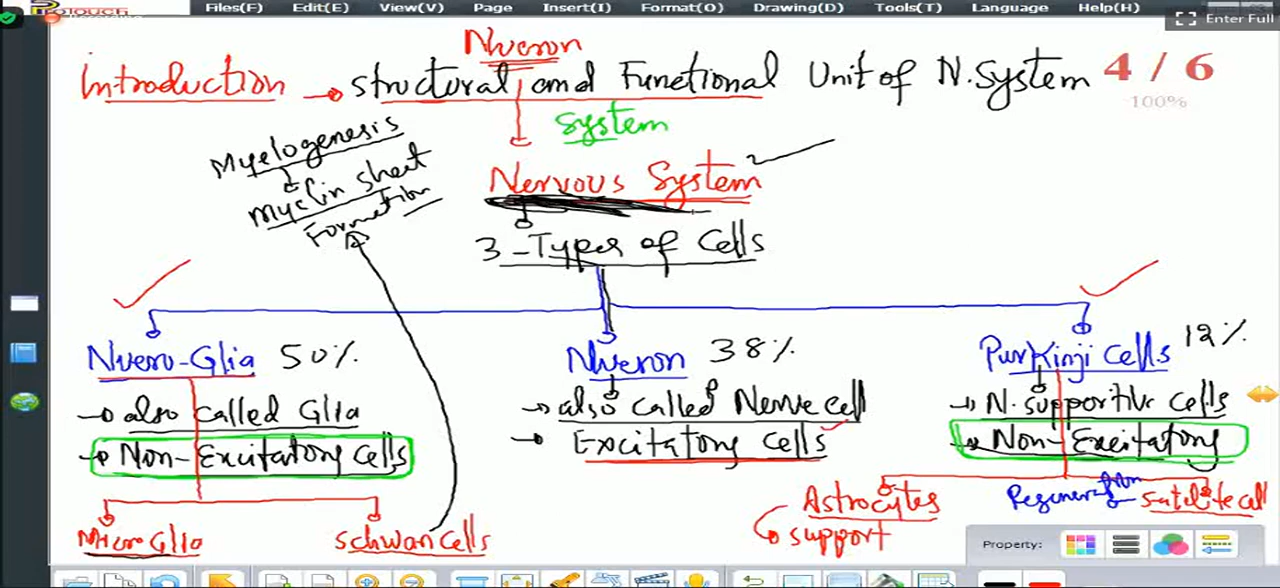 Files(F) Edit(E) View(V) Page Insert(I) Format(O) Drawing(D) Tools(T) Language Help(H)
Enter Full
Nueron
Introduction → structural and Functional Unit of N.System
4 / 6
100%
System
Myelogenesis
Myelin sheat
Formation
Nervous System
3-Types of Cells
Nuero-Glia 50%
also called Glia
Non-Excitatory cells
Micro Glia
schwan cells
Nueron 38%
also called Nerve cell
Excitatory cells
Purkinji cells 12%
N. supportive cells
Non-Excitatory
Astrocytes
support
Regeneration
Satelite cell
Property: